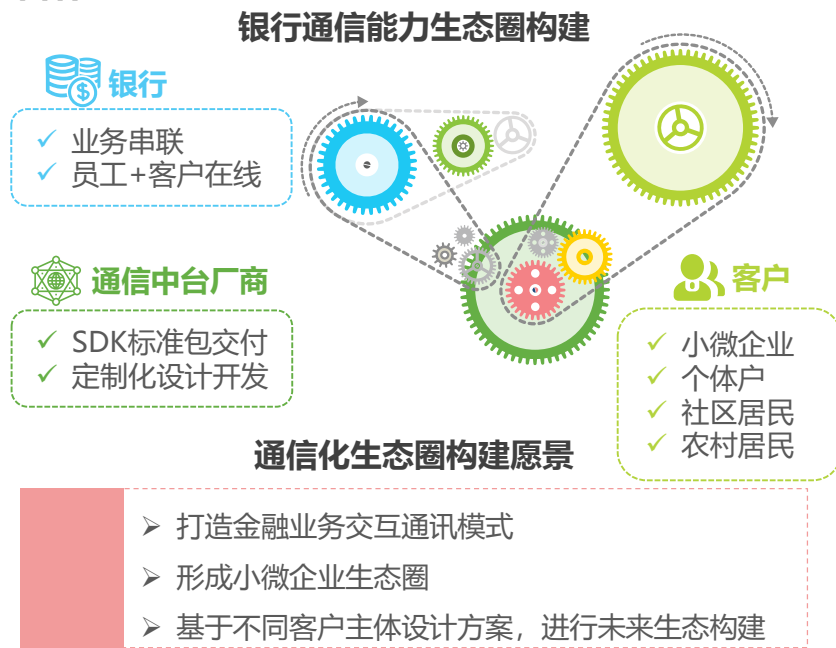 银行通信能力生态圈构建
银行
✓ 业务串联
✓ 员工+客户在线
通信中台厂商
✓ SDK标准包交付
✓ 定制化设计开发
客户
✓ 小微企业
✓ 个体户
✓ 社区居民
✓ 农村居民
通信化生态圈构建愿景
➢ 打造金融业务交互通讯模式
➢ 形成小微企业生态圈
➢ 基于不同客户主体设计方案，进行未来生态构建